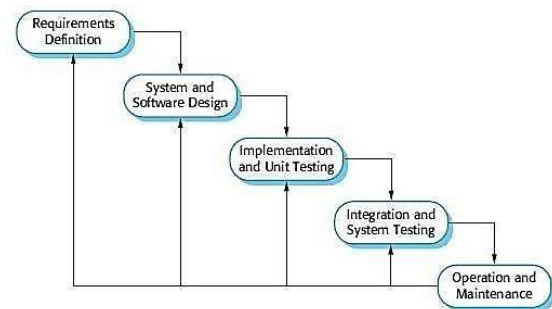 Requirements
Definition
System and
Software Design
Implementation
and Unit Testing
Integration and
System Testing
Operation and
Maintenance